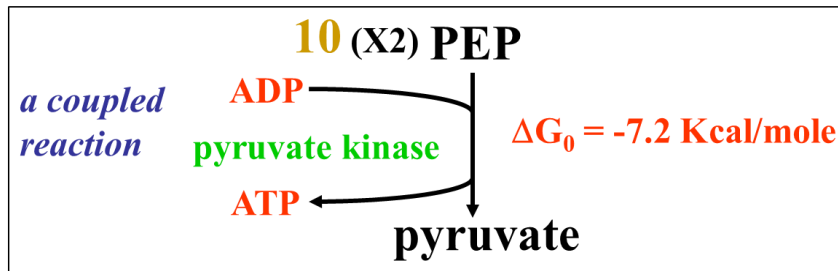 10 (X2) PEP
a coupled
reaction
ADP
pyruvate kinase
ATP
ΔG₀ = -7.2 Kcal/mole
pyruvate